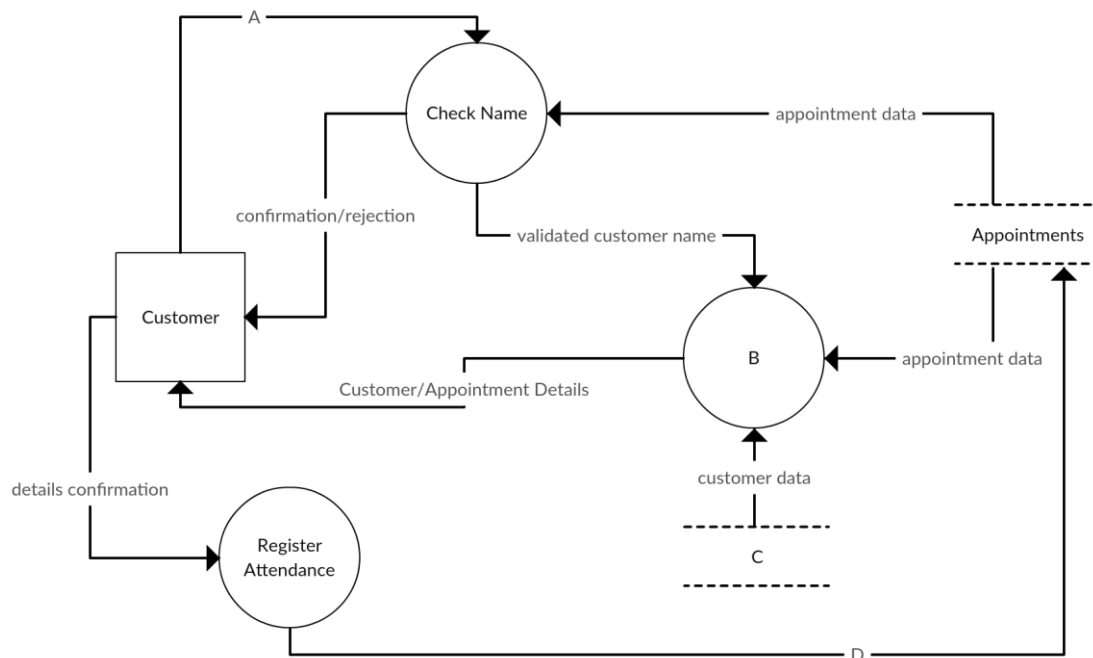 A
Check Name
appointment data
confirmation/rejection
validated customer name
Appointments
Customer
B
appointment data
Customer/Appointment Details
customer data
details confirmation
Register
Attendance
C
D